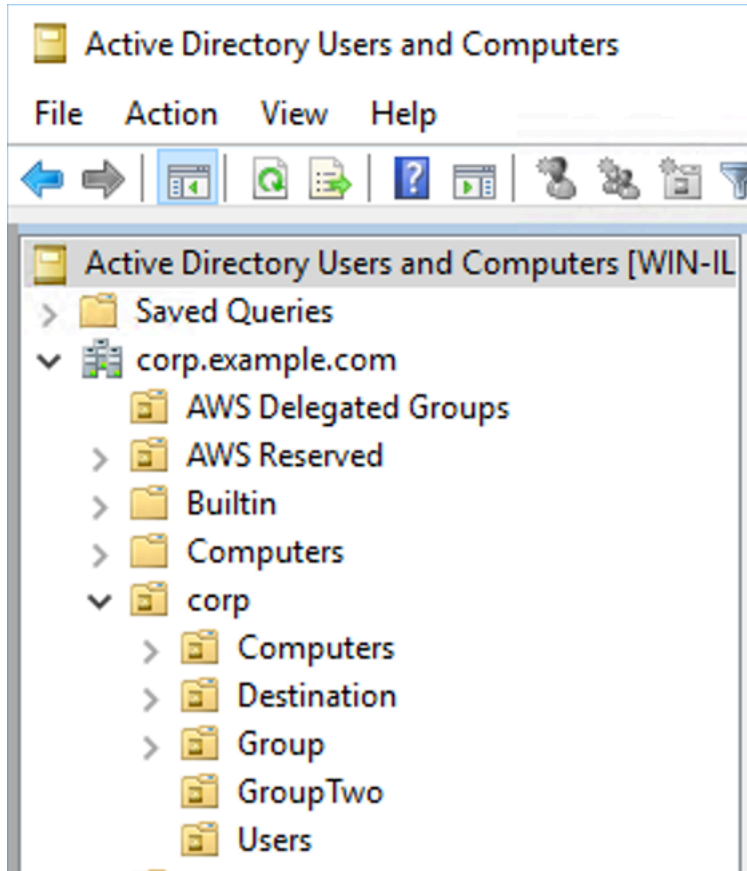 Active Directory Users and Computers
File Action View Help
?
Active Directory Users and Computers [WIN-IL
Saved Queries
corp.example.com
AWS Delegated Groups
AWS Reserved
Builtin
Computers
corp
Computers
Destination
Group
GroupTwo
Users